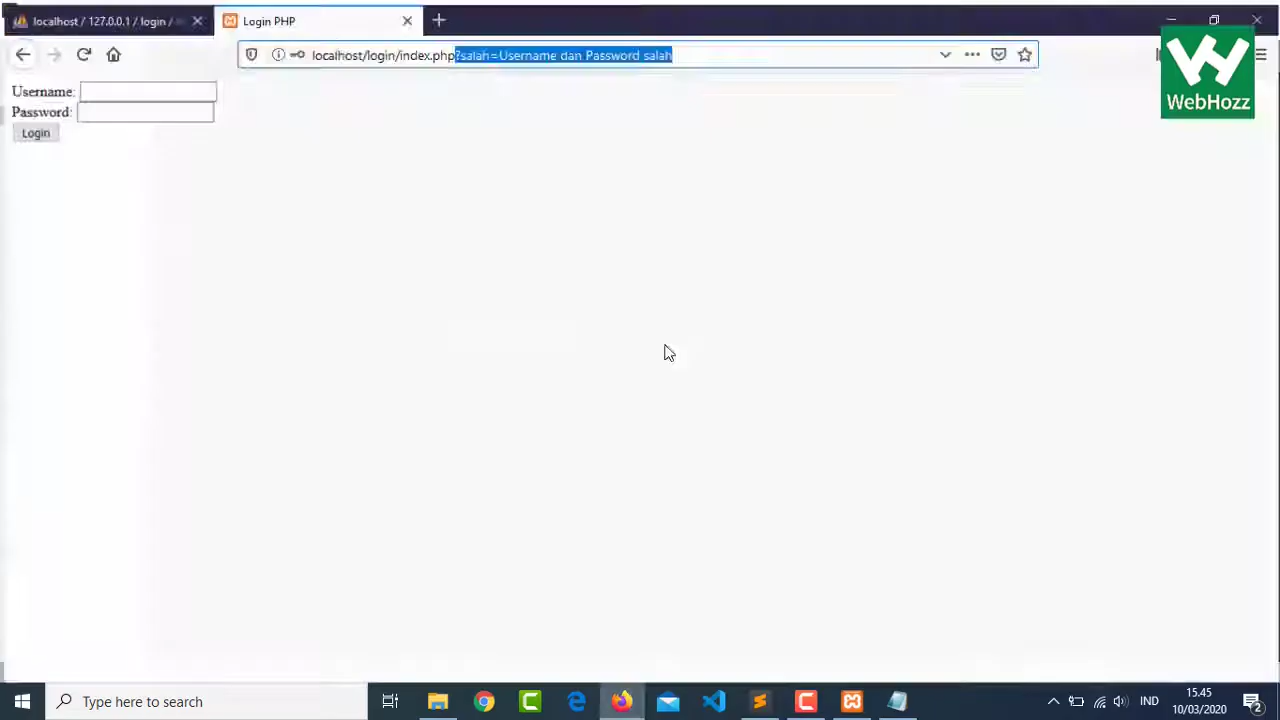 localhost / 127.0.0.1 / login /
Login PHP
localhost/login/index.php?salah=Username dan Password salah
WebHozz
Username:
Password:
Login
Type here to search
IND
15.45
10/03/2020
2